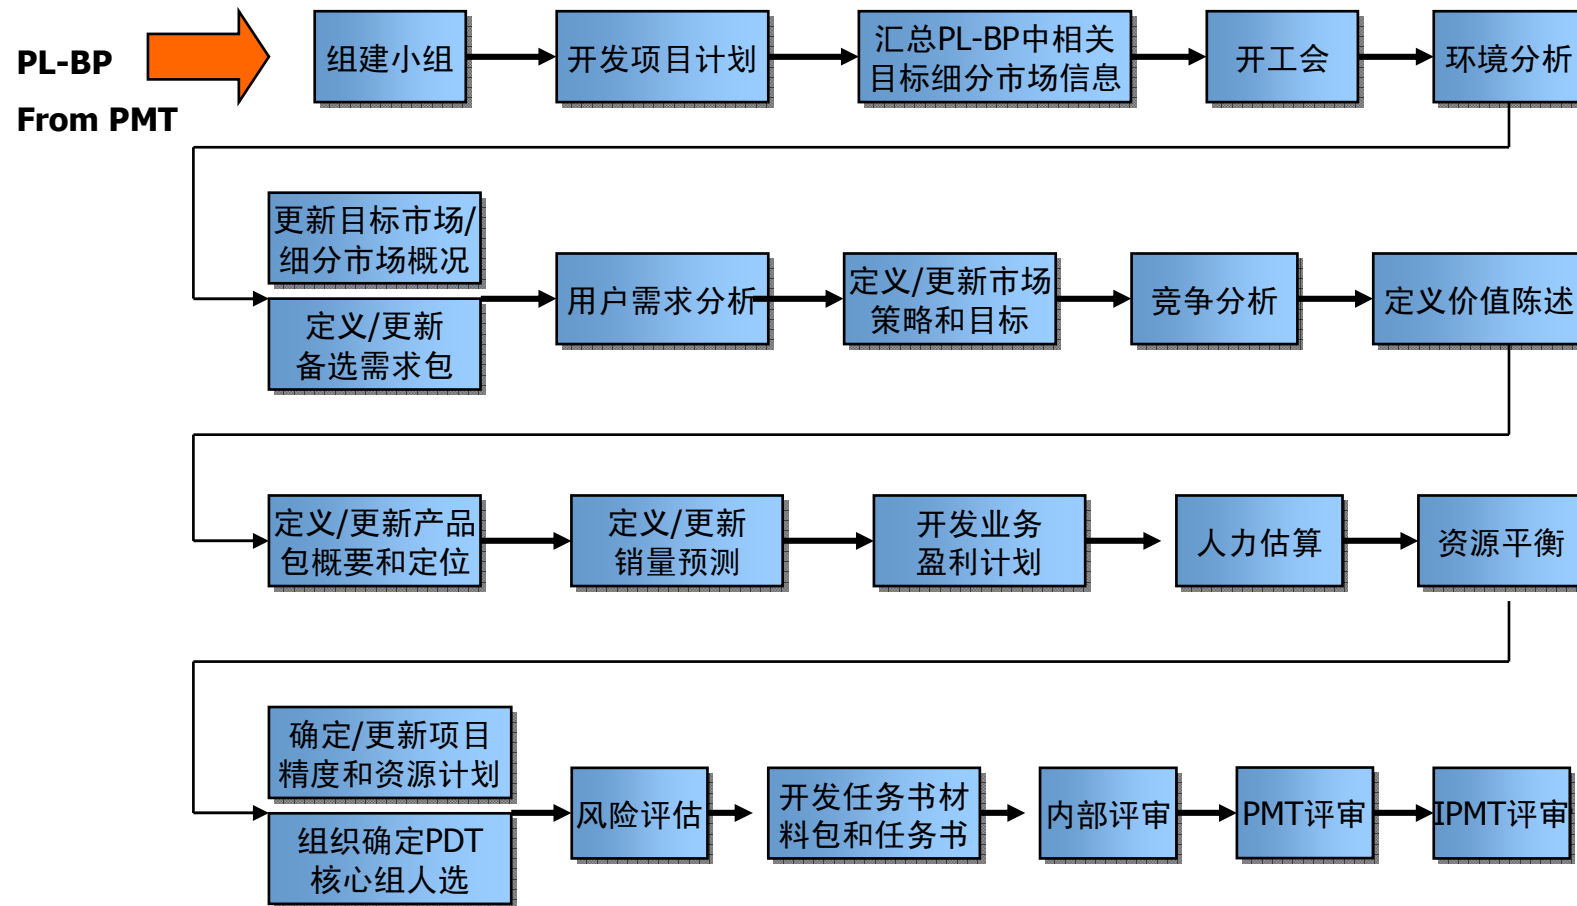 PL-BP
From PMT
组建小组
开发项目计划
汇总PL-BP中相关
目标细分市场信息
开工会
环境分析
更新目标市场/
细分市场概况
定义/更新
备选需求包
用户需求分析
定义/更新市场
策略和目标
竞争分析
定义价值陈述
定义/更新产品
包概要和定位
定义/更新
销量预测
开发业务
盈利计划
人力估算
资源平衡
确定/更新项目
精度和资源计划
组织确定PDT
核心组人选
风险评估
开发任务书材
料包和任务书
内部评审
PMT评审
IPMT评审